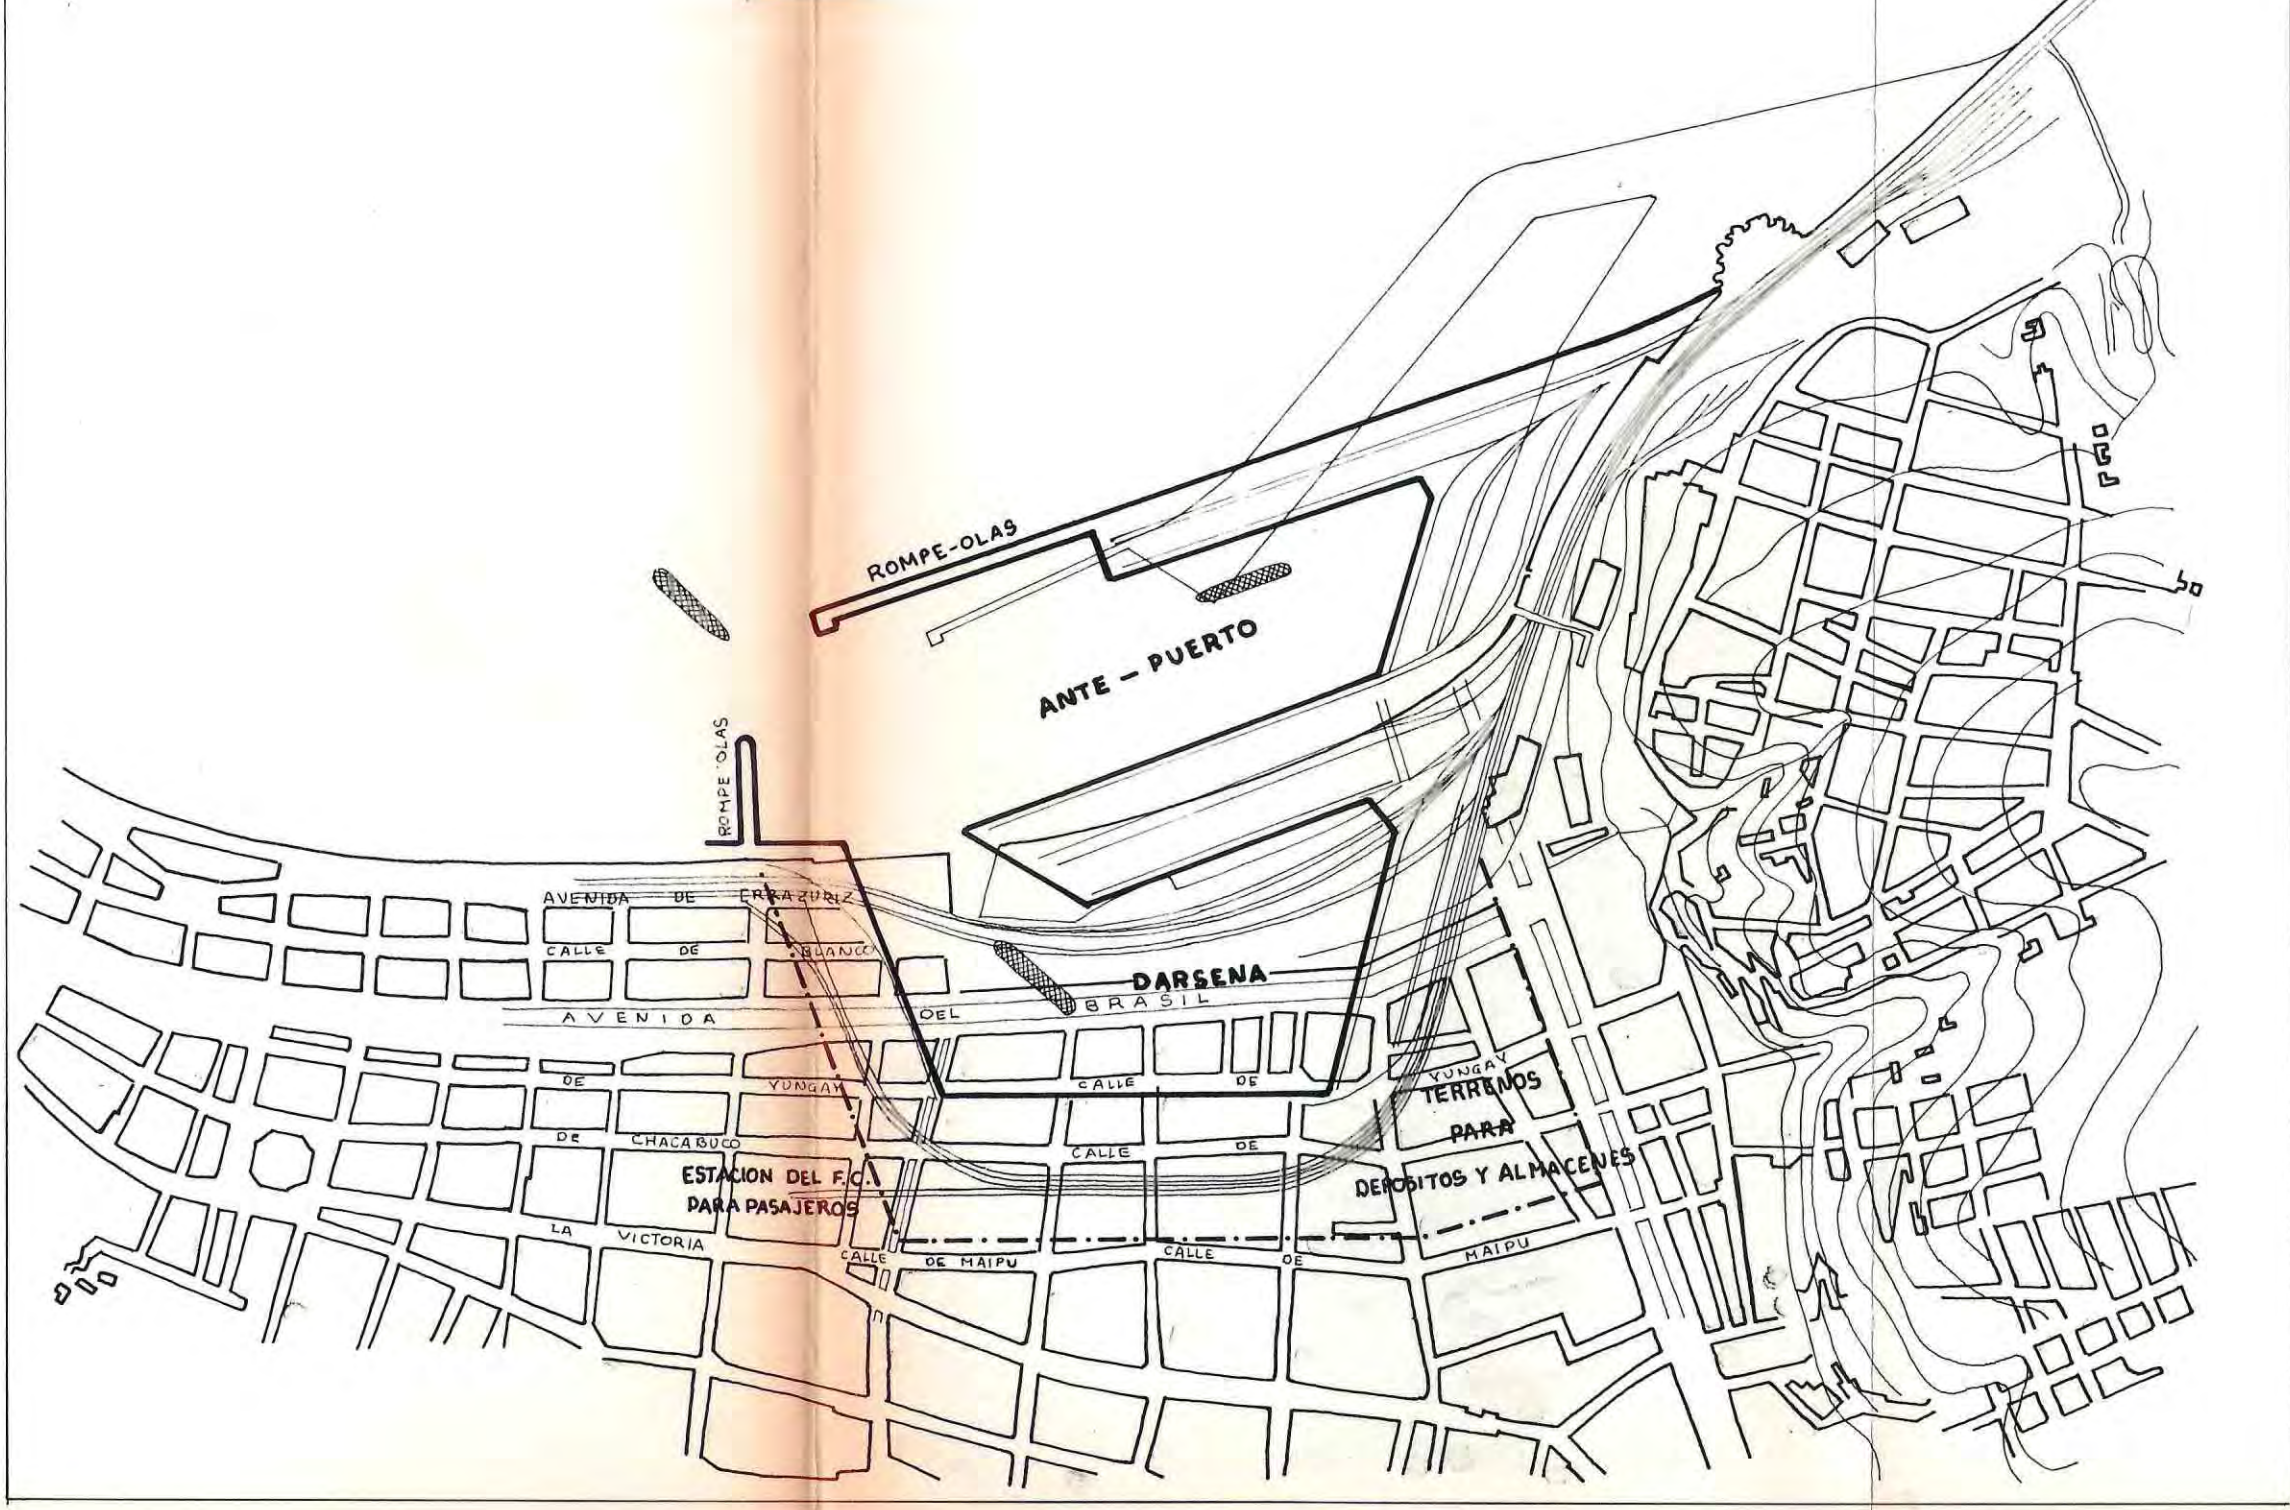 ROMPE-OLAS
ANTE - PUERTO
ROMPE OLAS
AVENIDA DE ERRAZURIZ
CALLE DE BLANCO
DARSENA
AVENIDA DEL BRASIL
DE YUNGAY CALLE DE YUNGAY
TERRENOS
PARA
DEPOSITOS Y ALMACENES
DE CHACABUCO CALLE DE
ESTACION DEL F.C.
PARA PASAJEROS
LA VICTORIA
CALLE DE MAIPU CALLE DE MAIPU